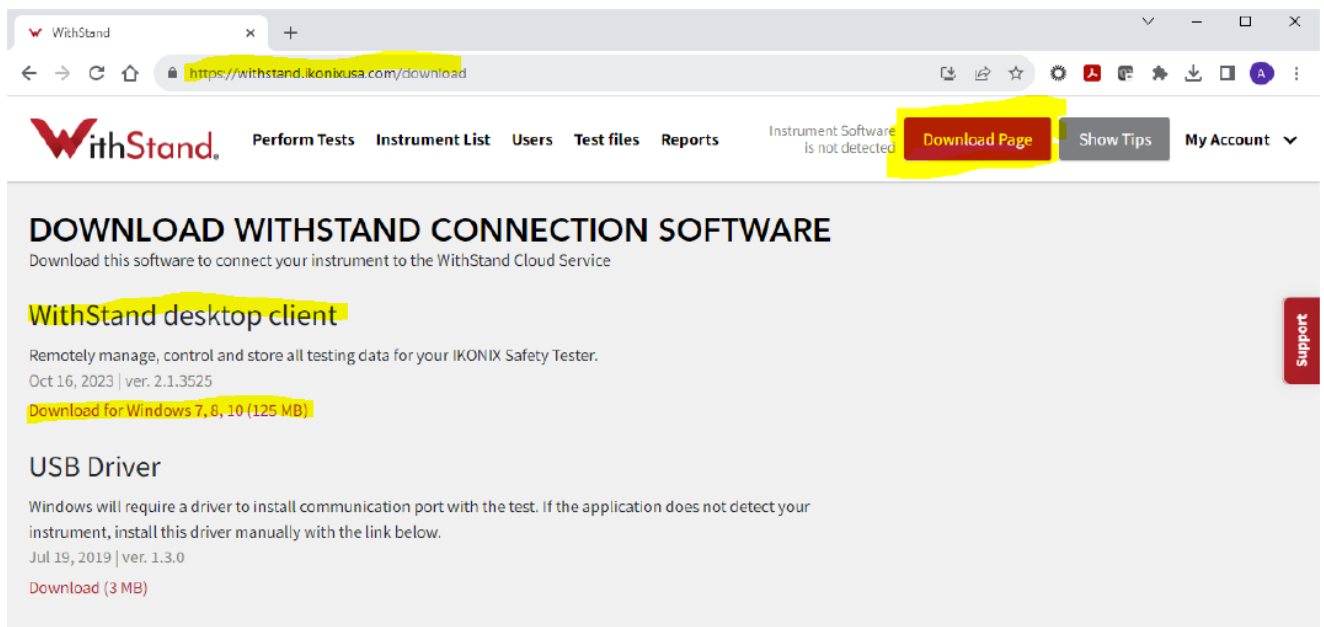 WithStand
https://withstand.ikonixusa.com/download
A
WithStand.
Perform Tests Instrument List Users Test files Reports
Instrument Software
is not detected
Download Page
Show Tips
My Account
DOWNLOAD WITHSTAND CONNECTION SOFTWARE
Download this software to connect your instrument to the WithStand Cloud Service
WithStand desktop client
Remotely manage, control and store all testing data for your IKONIX Safety Tester.
Oct 16, 2023 | ver. 2.1.3525
Download for Windows 7, 8, 10 (125 MB)
Support
USB Driver
Windows will require a driver to install communication port with the test. If the application does not detect your
instrument, install this driver manually with the link below.
Jul 19, 2019 | ver. 1.3.0
Download (3 MB)